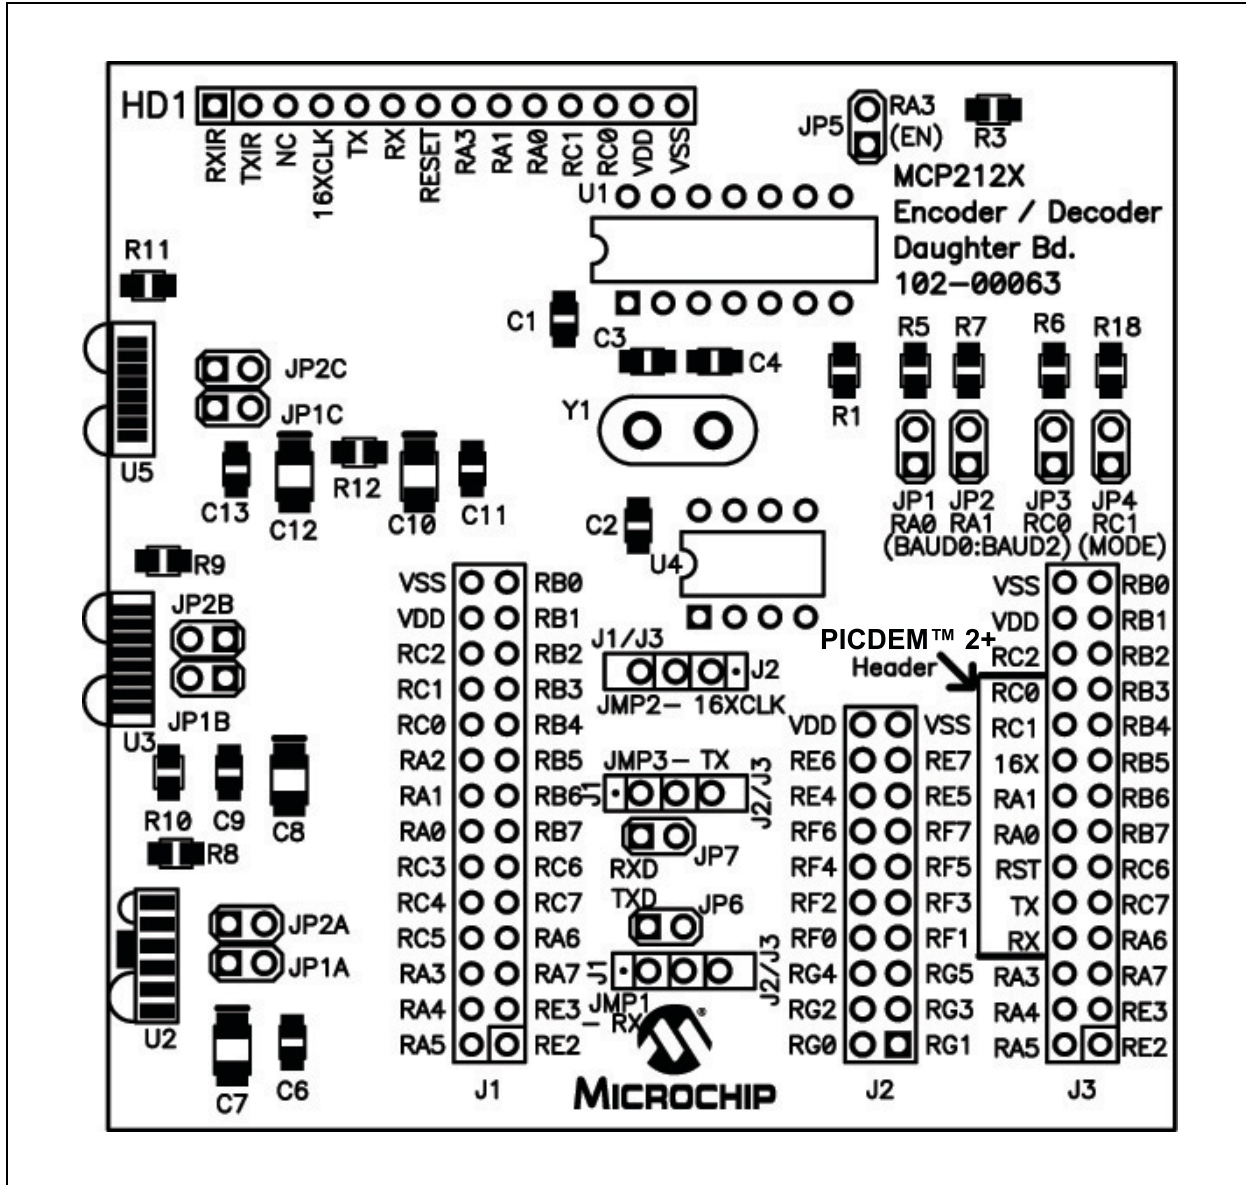 HD1
RXIR TXIR NC 16XCLK TX RX RESET RA3 RA1 RA0 RC1 RC0 VDD VSS
JP5 RA3
(EN)
R3
U1
MCP212X
Encoder / Decoder
Daughter Bd.
102-00063
R11
C1 C3 C4
R5 R7 R6 R18
R1
JP2C
JP1C
Y1
U5
C13 C12 R12 C10 C11
JP1 JP2 JP3 JP4
RA0 RA1 RC0 RC1
(BAUD0:BAUD2) (MODE)
C2
U4
R9
JP2B
JP1B
U3
R10 C9 C8
R8
JP2A
JP1A
U2
C7 C6
VSS RB0
VDD RB1
RC2 RB2
RC1 RB3
RC0 RB4
RA2 RB5
RA1 RB6
RA0 RB7
RC3 RC6
RC4 RC7
RC5 RA6
RA3 RA7
RA4 RE3
RA5 RE2
J1
J1/J3
J2
JMP2- 16XCLK
JMP3- TX
J1
J2/J3
RXD JP7
TXD JP6
J1
J2/J3
JMP1
- RX
®
MICROCHIP
PICDEM™ 2+
Header
VDD VSS
RE6 RE7
RE4 RE5
RF6 RF7
RF4 RF5
RF2 RF3
RF0 RF1
RG4 RG5
RG2 RG3
RG0 RG1
J2
VSS RB0
VDD RB1
RC2 RB2
RC0 RB3
RC1 RB4
16X RB5
RA1 RB6
RA0 RB7
RST RC6
TX RC7
RX RA6
RA3 RA7
RA4 RE3
RA5 RE2
J3